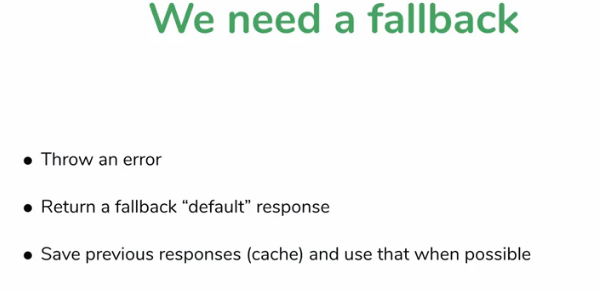 We need a fallback
● Throw an error
● Return a fallback “default” response
● Save previous responses (cache) and use that when possible